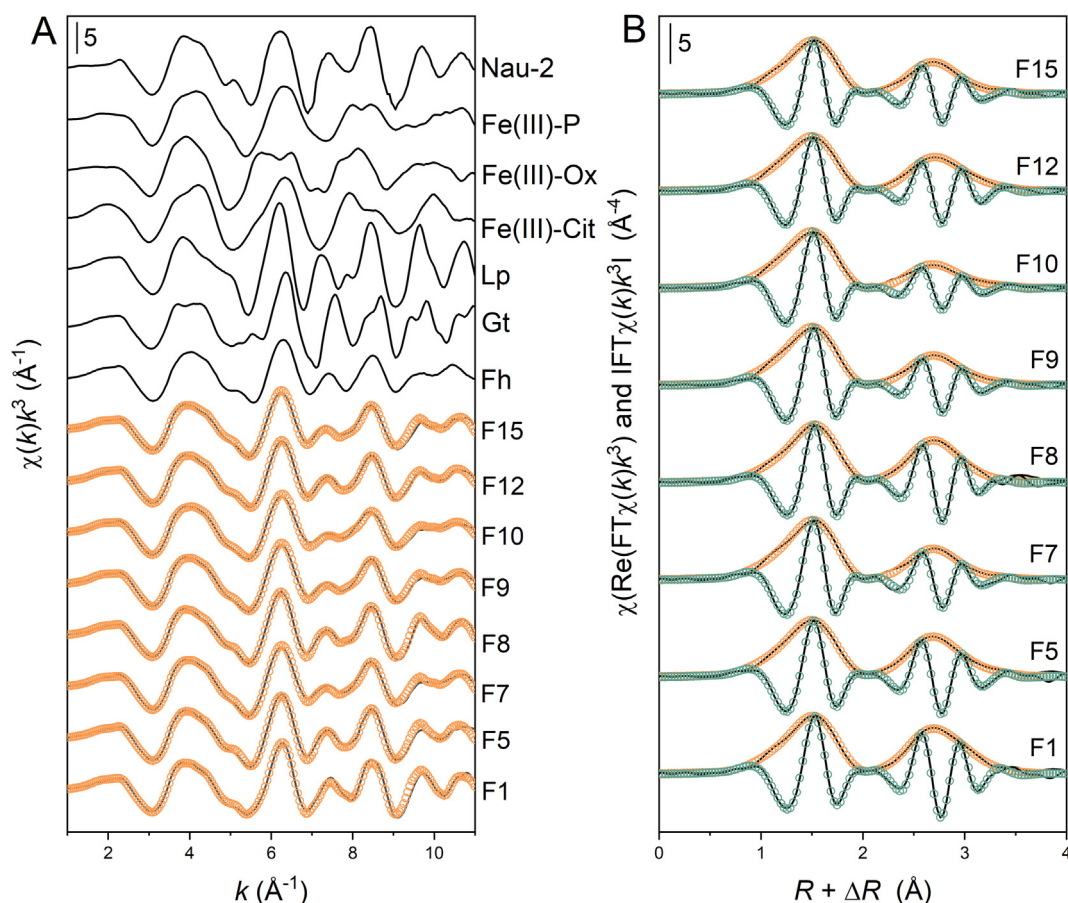 A
5
Nau-2
Fe(III)-P
Fe(III)-Ox
Fe(III)-Cit
Lp
Gt
Fh
F15
F12
F10
F9
F8
F7
F5
F1
χ(k)k³ (Å⁻¹)
2 4 6 8 10
k (Å⁻¹)
B
5
F15
F12
F10
F9
F8
F7
F5
F1
χ(Re(FTχ(k)k³) and IFTχ(k)k³I (Å⁻⁴)
0 1 2 3 4
R + ΔR (Å)